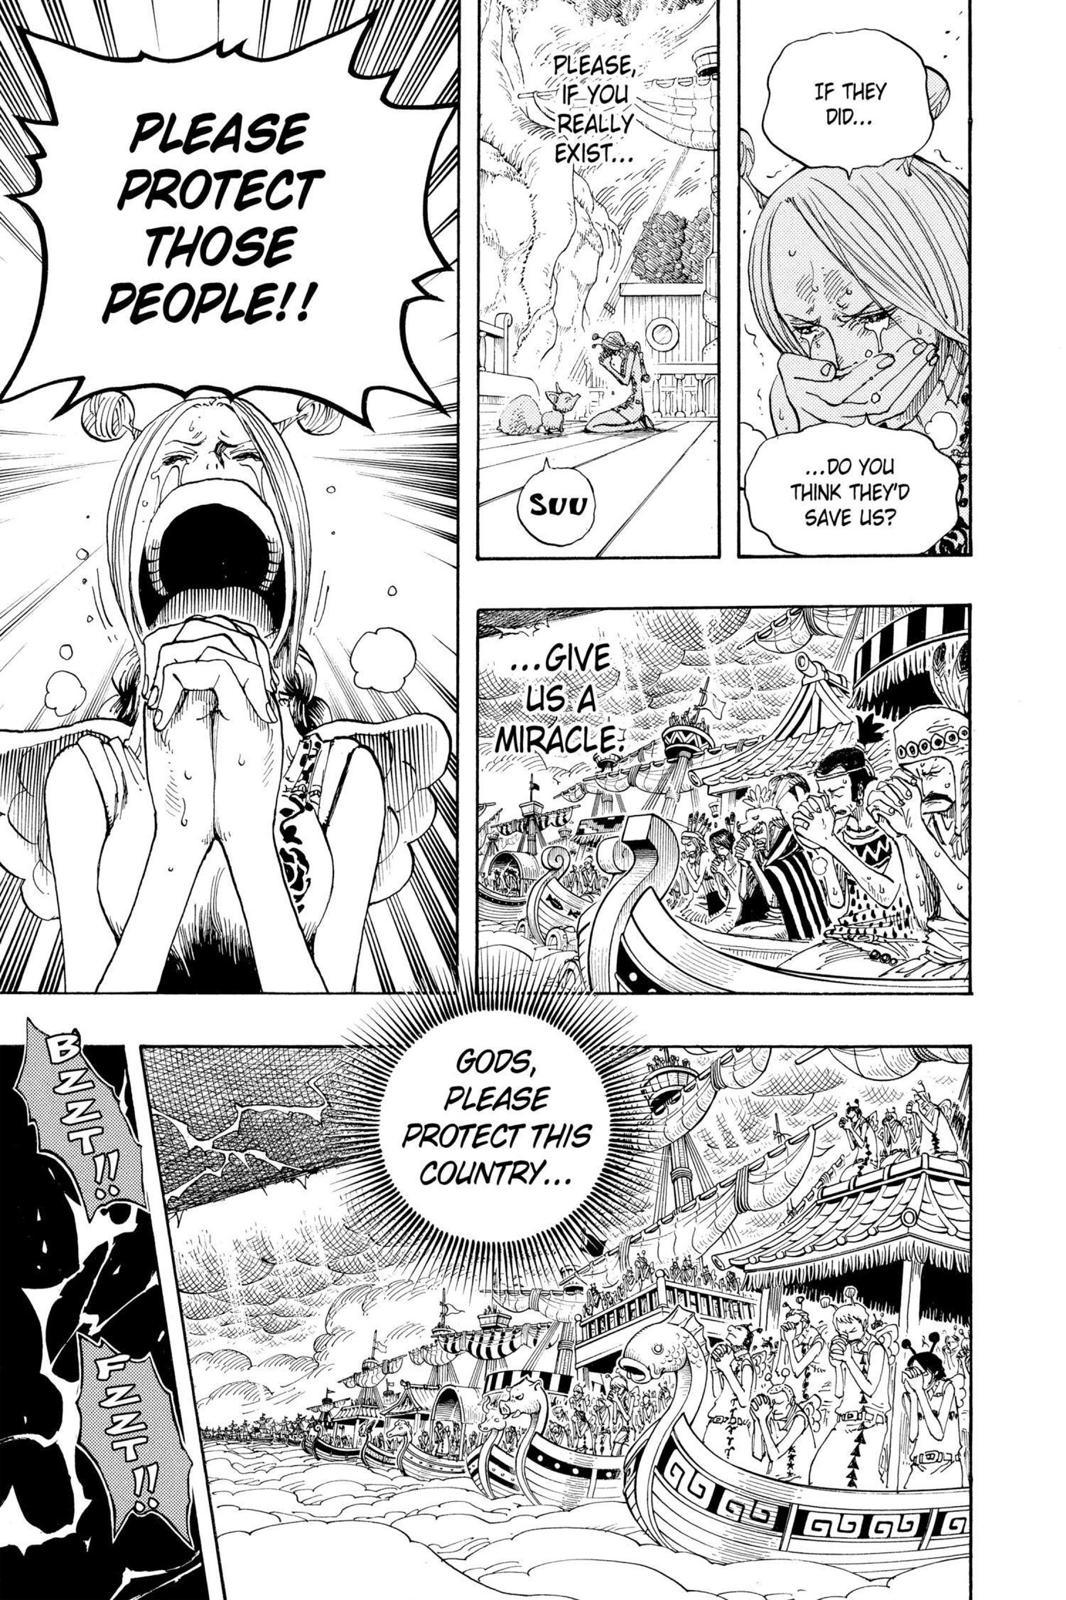 IF THEY
DID...
...DO YOU
THINK THEY'D
SAVE US?
PLEASE,
IF YOU
REALLY
EXIST...
SUU
PLEASE
PROTECT
THOSE
PEOPLE!!
...GIVE
US A
MIRACLE.
GODS,
PLEASE
PROTECT THIS
COUNTRY...
BZZT!!
FZZT!!